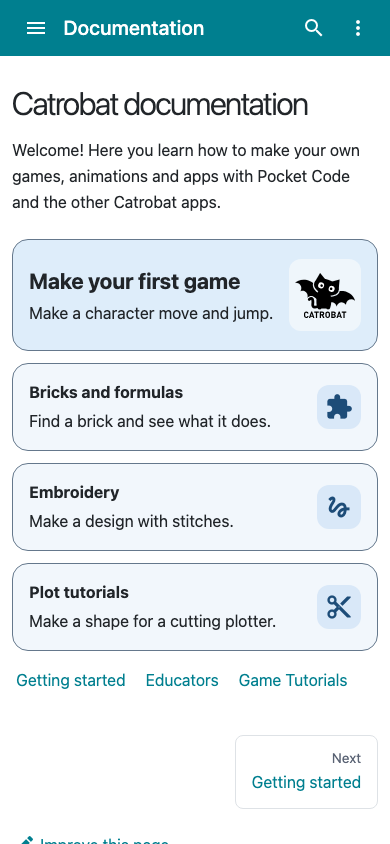 Documentation
Catrobat documentation
Welcome! Here you learn how to make your own
games, animations and apps with Pocket Code
and the other Catrobat apps.
Make your first game
Make a character move and jump.
CATROBAT
Bricks and formulas
Find a brick and see what it does.
Embroidery
Make a design with stitches.
Plot tutorials
Make a shape for a cutting plotter.
Getting started Educators Game Tutorials
Next
Getting started
Improve this page